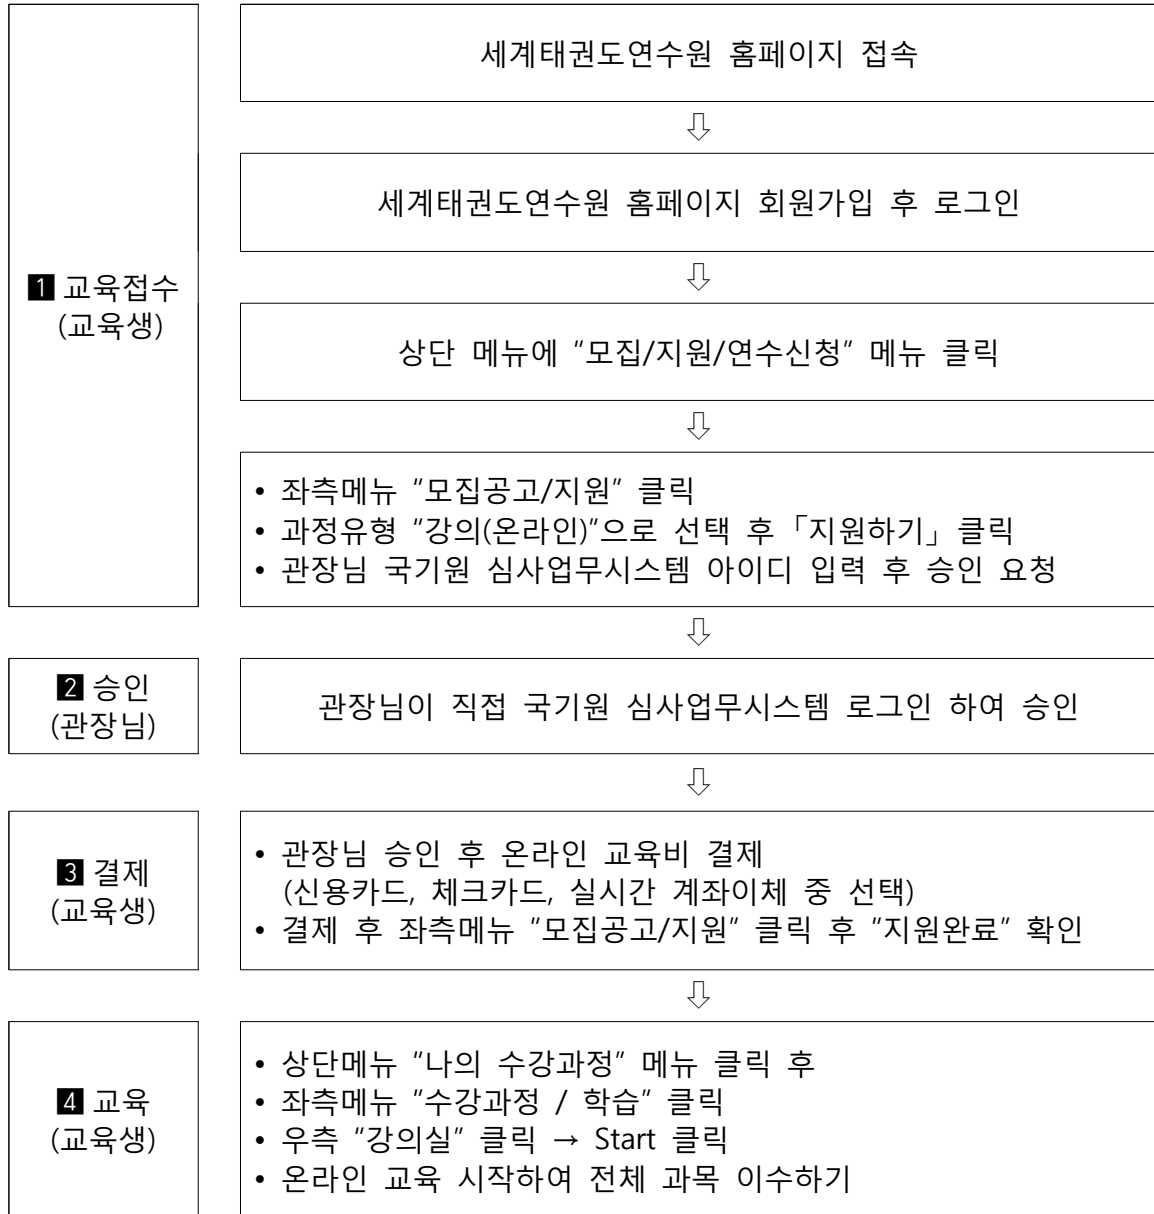 세계태권도연수원 홈페이지 접속
⇩
세계태권도연수원 홈페이지 회원가입 후 로그인
⇩
1 교육접수
(교육생)
상단 메뉴에 "모집/지원/연수신청" 메뉴 클릭
⇩
• 좌측메뉴 "모집공고/지원" 클릭
• 과정유형 "강의(온라인)"으로 선택 후「지원하기」클릭
• 관장님 국기원 심사업무시스템 아이디 입력 후 승인 요청
⇩
2 승인
(관장님)
관장님이 직접 국기원 심사업무시스템 로그인 하여 승인
⇩
3 결제
(교육생)
• 관장님 승인 후 온라인 교육비 결제
(신용카드, 체크카드, 실시간 계좌이체 중 선택)
• 결제 후 좌측메뉴 "모집공고/지원" 클릭 후 "지원완료" 확인
⇩
4 교육
(교육생)
• 상단메뉴 "나의 수강과정" 메뉴 클릭 후
• 좌측메뉴 "수강과정 / 학습" 클릭
• 우측 "강의실" 클릭 → Start 클릭
• 온라인 교육 시작하여 전체 과목 이수하기